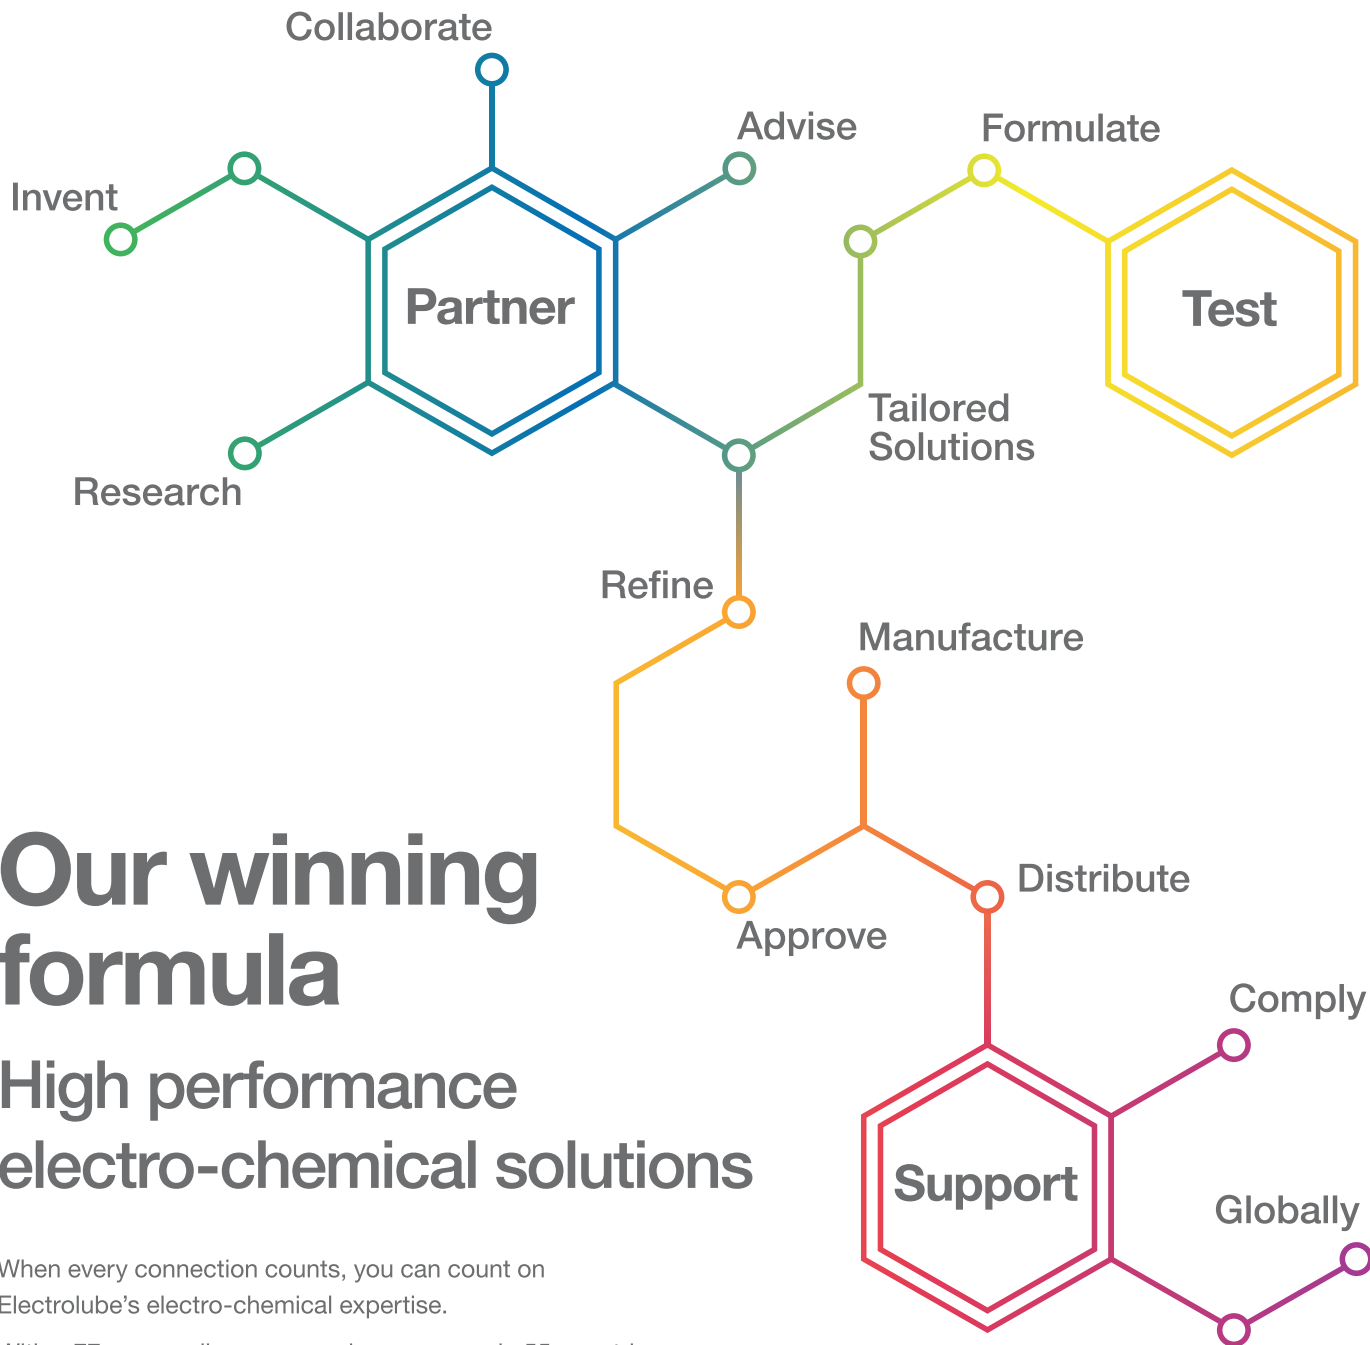 Collaborate
Advise
Formulate
Invent
Partner
Test
Tailored
Solutions
Research
Refine
Manufacture
Our winning
formula
Distribute
Approve
High performance
electro-chemical solutions
Comply
Support
Globally
When every connection counts, you can count on
Electrolube’s electro-chemical expertise.